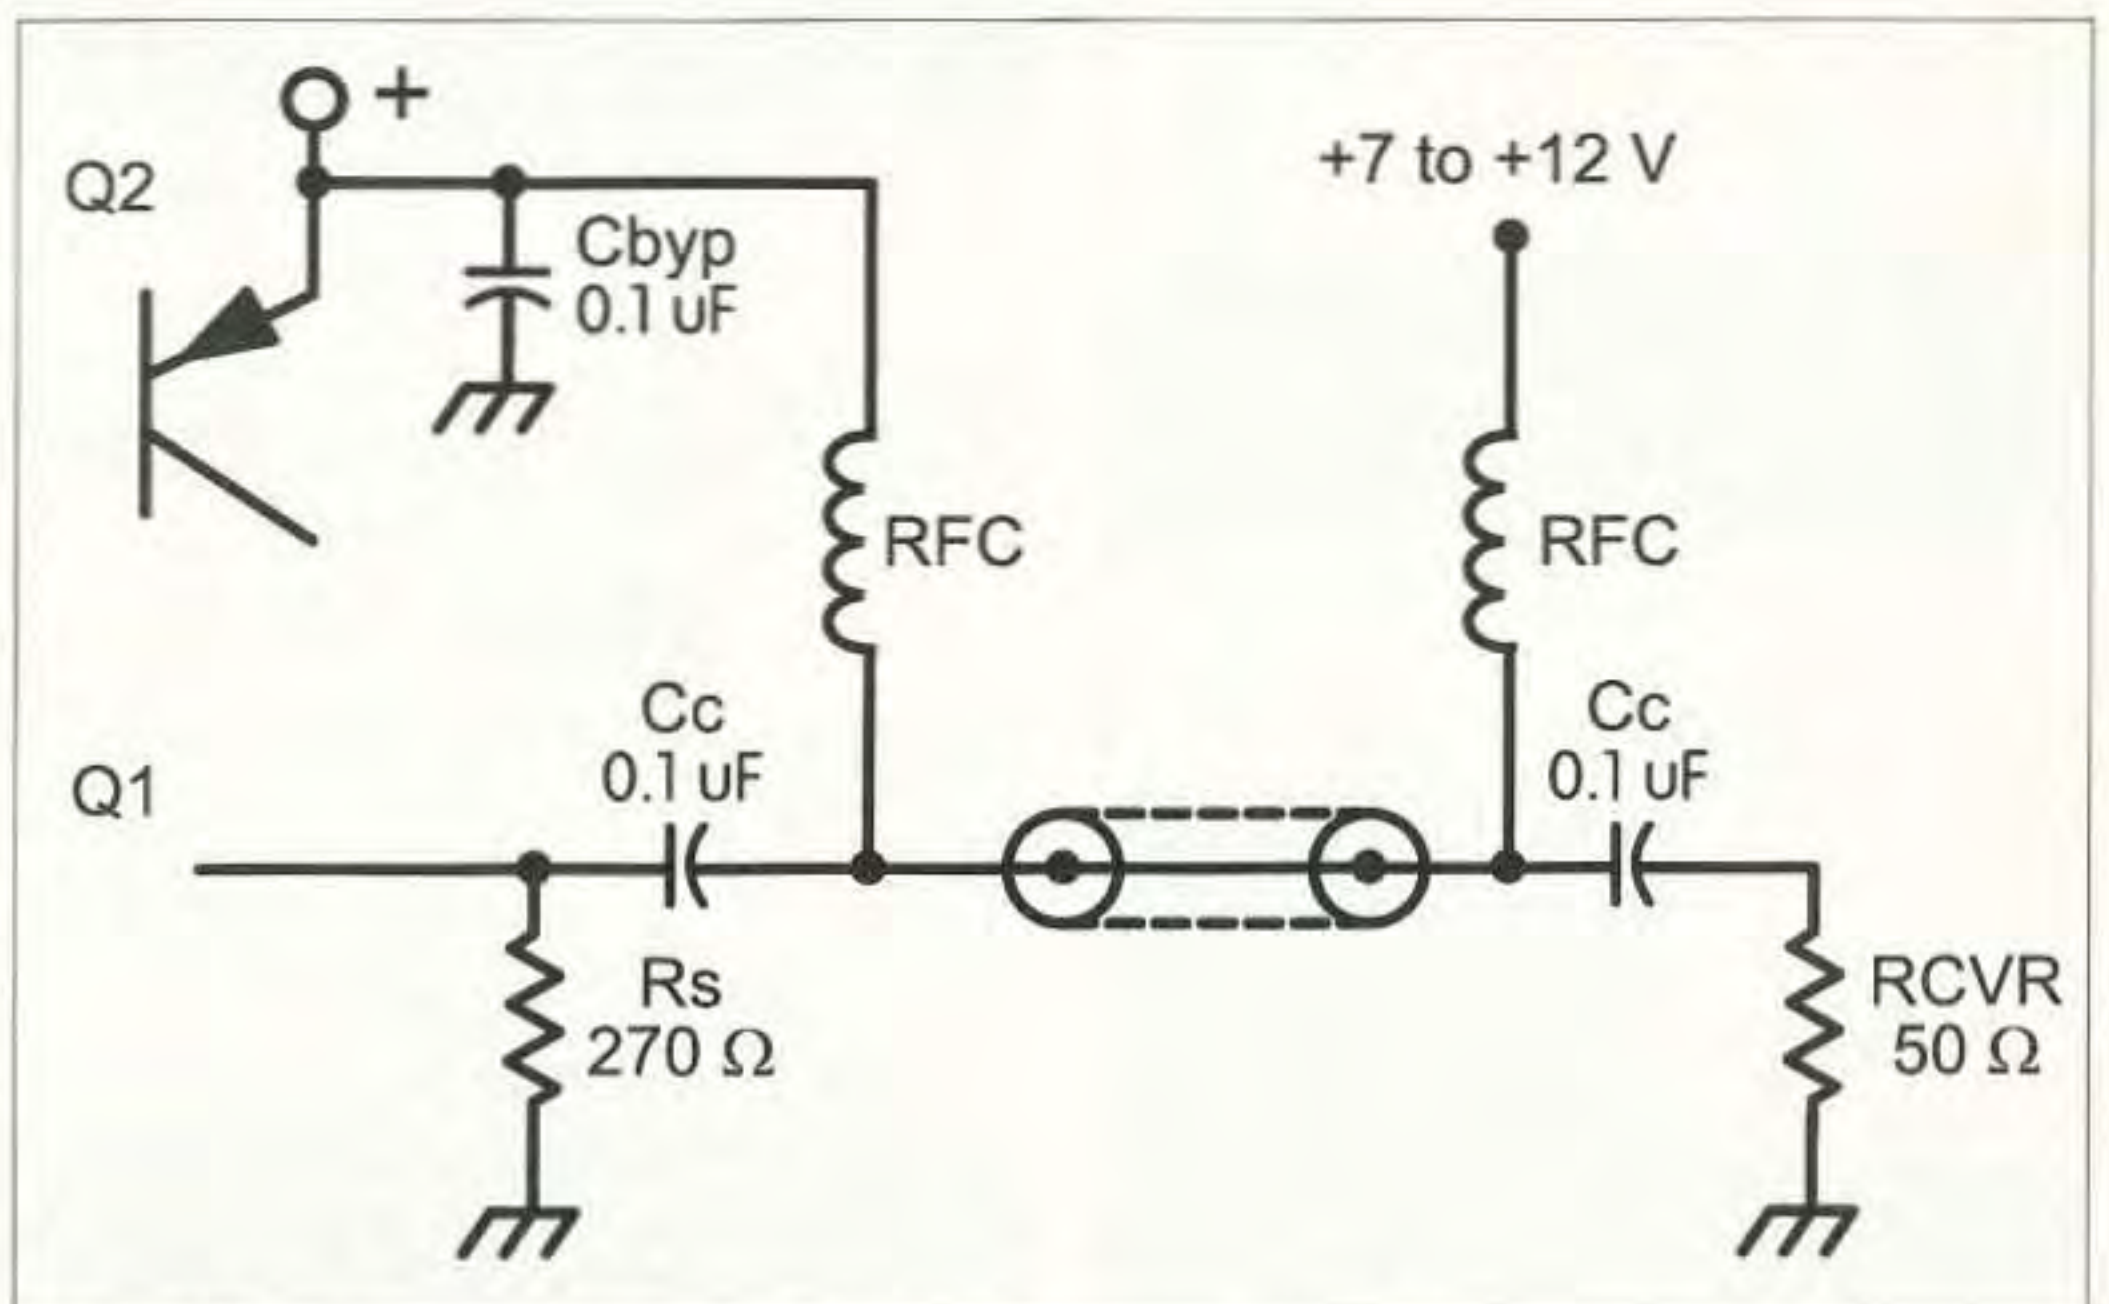 +
Q2
+7 to +12 V
Cbyp
0.1 uF
RFC
RFC
Cc
0.1 uF
Cc
0.1 uF
Q1
Rs
270 Ω
RCVR
50 Ω